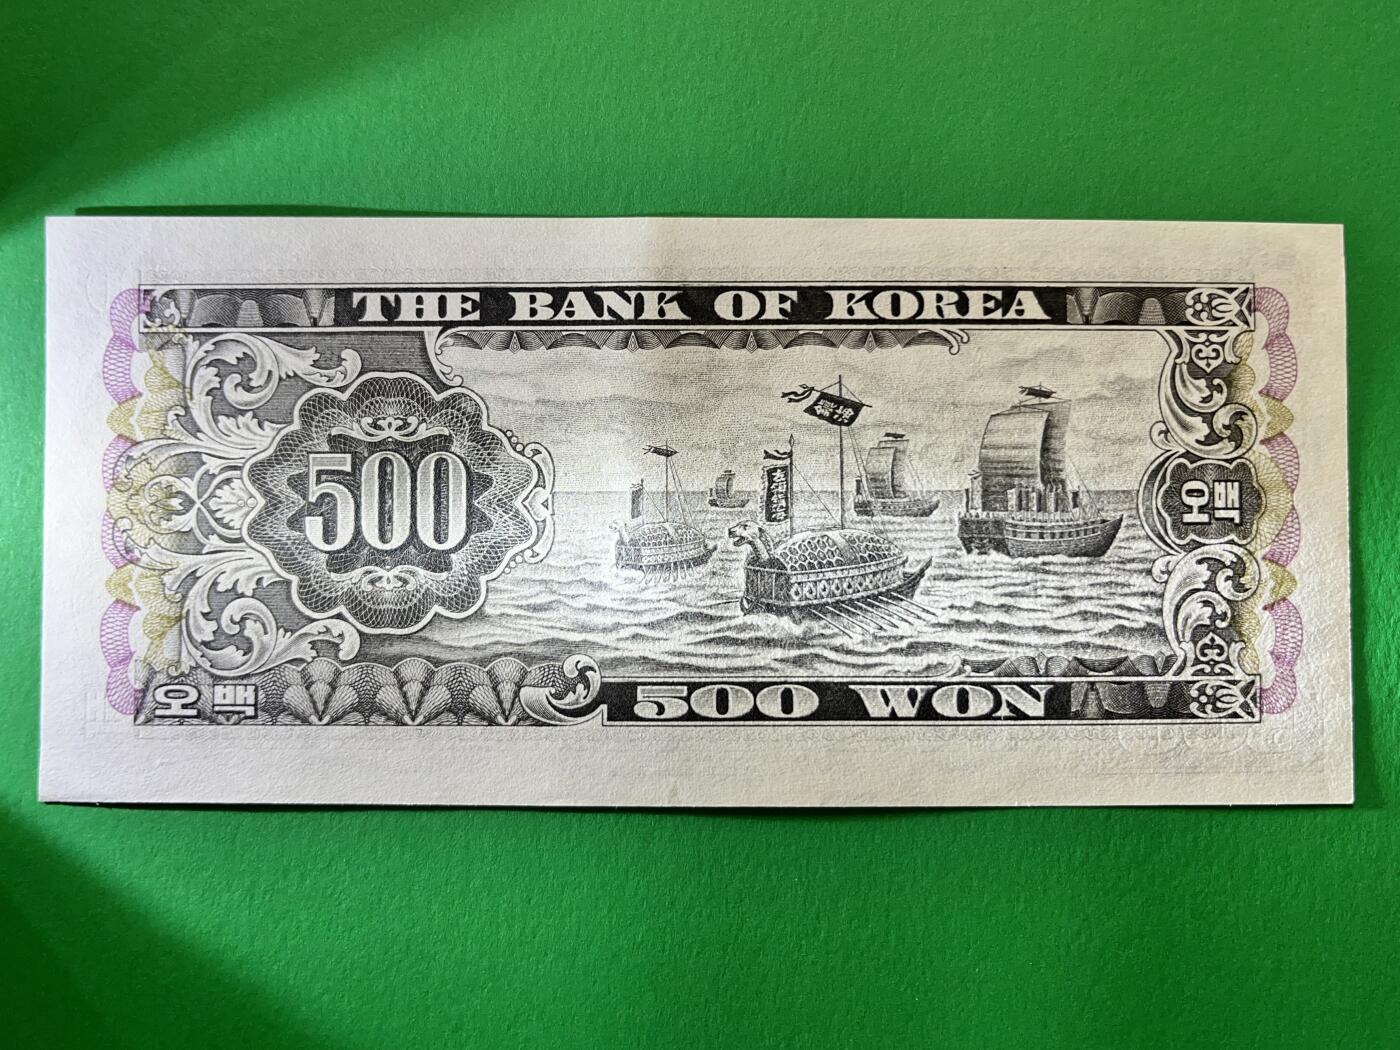 THE BANK OF KOREA
500
오백
오백
500 WON